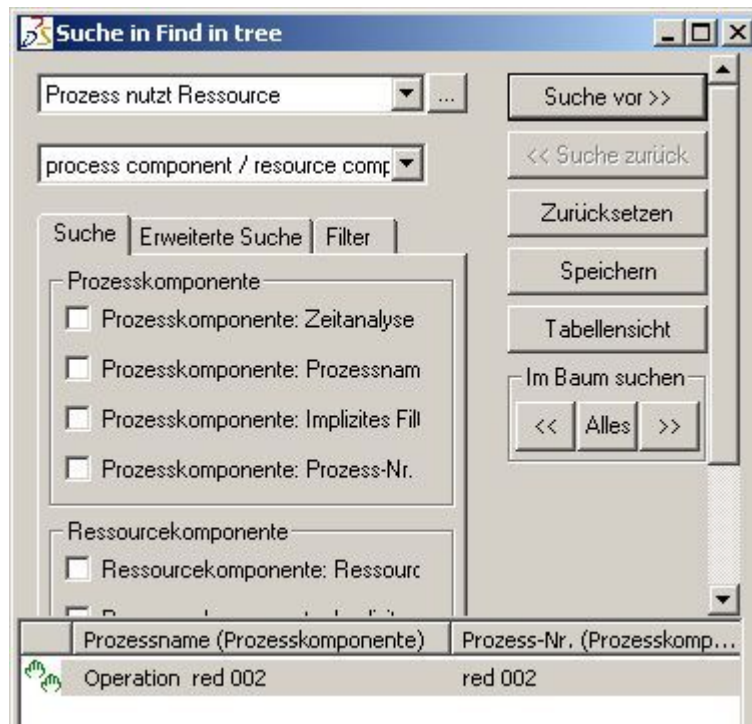 Suche in Find in tree
Prozess nutzt Ressource
...
Suche vor >>
process component / resource comp
<< Suche zurück
Zurücksetzen
Suche
Erweiterte Suche
Filter
Speichern
Prozesskomponente
Prozesskomponente: Zeitanalyse
Tabellensicht
Prozesskomponente: Prozessnam
Im Baum suchen
Prozesskomponente: Implizites Filt
<< Alles >>
Prozesskomponente: Prozess-Nr.
Ressourcekomponente
Ressourcekomponente: Ressourc
Prozessname (Prozesskomponente) Prozess-Nr. (Prozesskomp...
Operation red 002 red 002